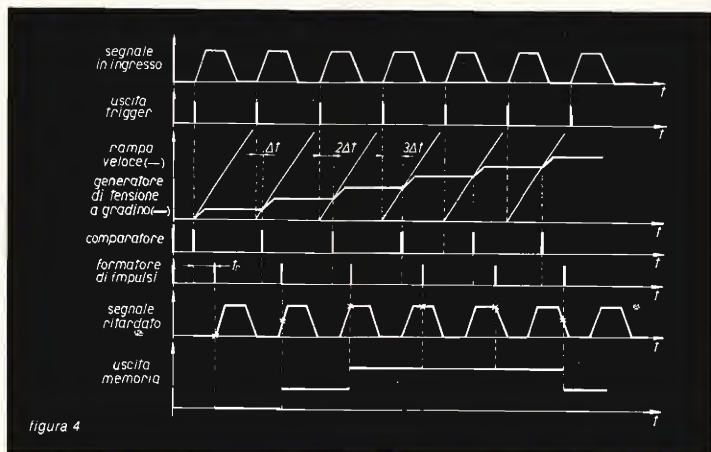 segnale
in ingresso
t
uscita
trigger
t
rampa
veloce (—)
Δt
2Δt
3Δt
generatore
di tensione
a gradino (—)
t
comparatore
t
formatore
di impulsi
t
segnale
ritardato
t
uscita
memoria
t
figura 4